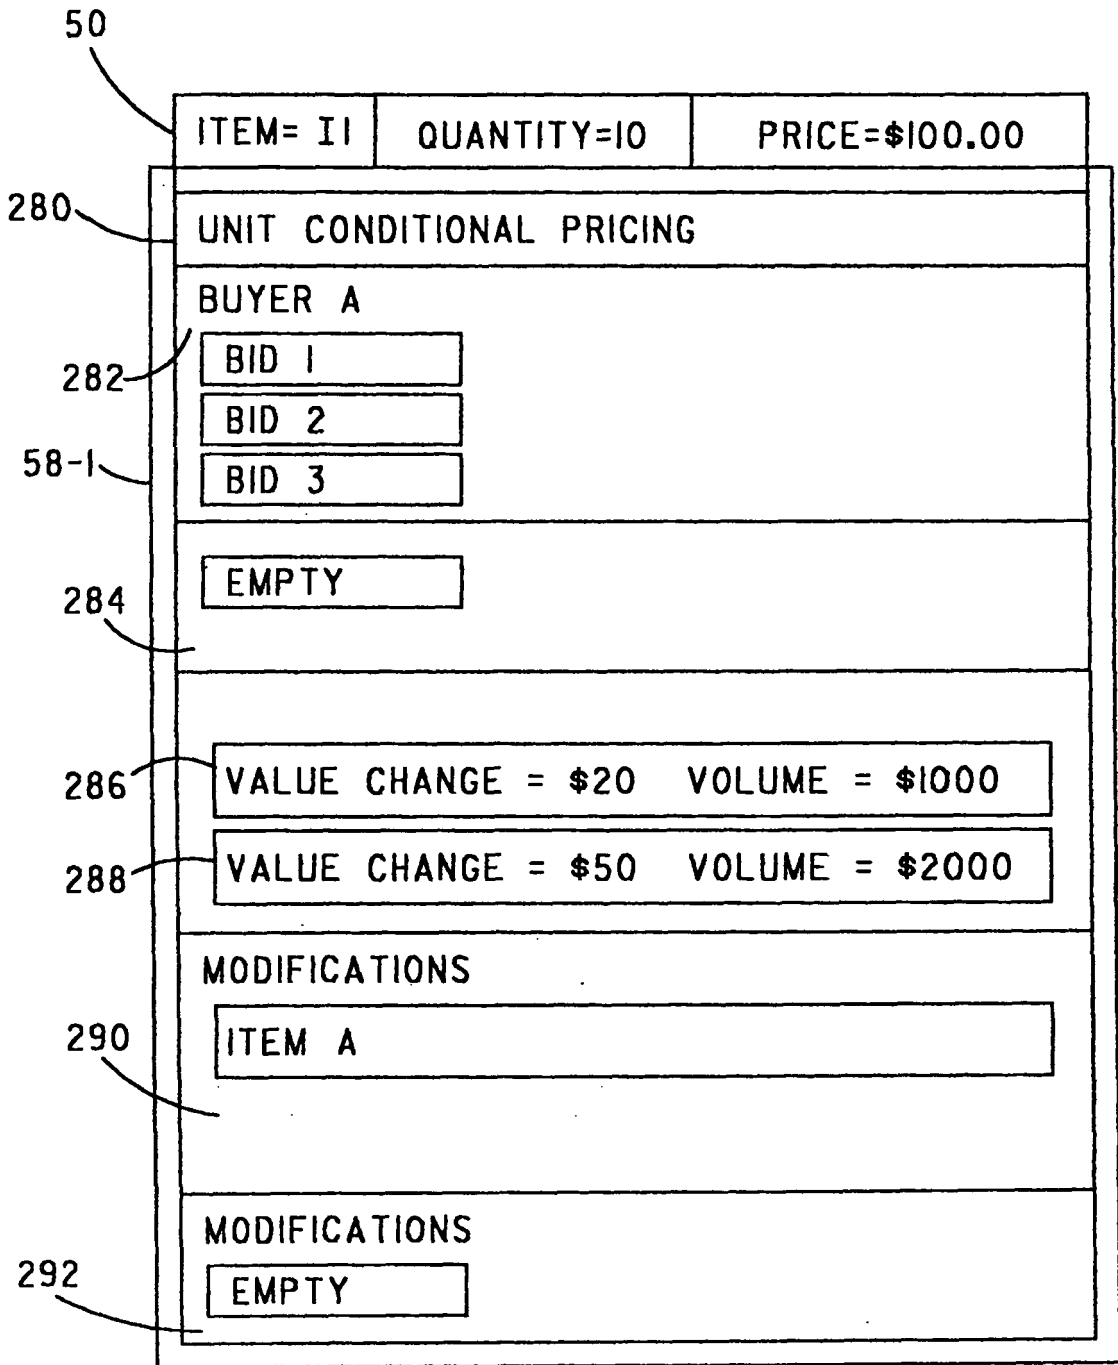 50
ITEM= I1 QUANTITY=10 PRICE=$100.00
280 UNIT CONDITIONAL PRICING
BUYER A
BID 1
282
BID 2
58-1
BID 3
EMPTY
284
286 VALUE CHANGE = $20 VOLUME = $1000
288 VALUE CHANGE = $50 VOLUME = $2000
MODIFICATIONS
290 ITEM A
MODIFICATIONS
292 EMPTY